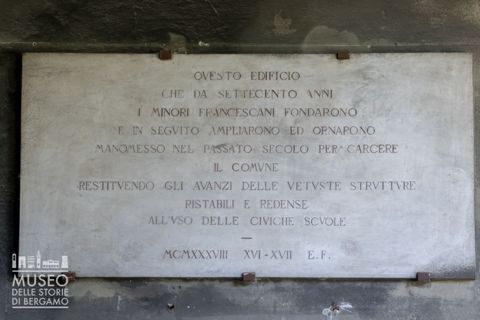 QVESTO EDIFICIO
CHE DA SETTECENTO ANNI
I MINORI FRANCESCANI FONDARONO
E IN SEGVITO AMPLIARONO ED ORNARONO
MANOMESSO NEL PASSATO SECOLO PER CARCERE
IL COMVNE
RESTITVENDO GLI AVANZI DELLE VETVSTE STRVTTVRE
RISTABILI E REDENSE
ALL'VSO DELLE CIVICHE SCVOLE
—
MCMXXXVIII XVI-XVII E.F.
MUSEO
DELLE STORIE
DI BERGAMO